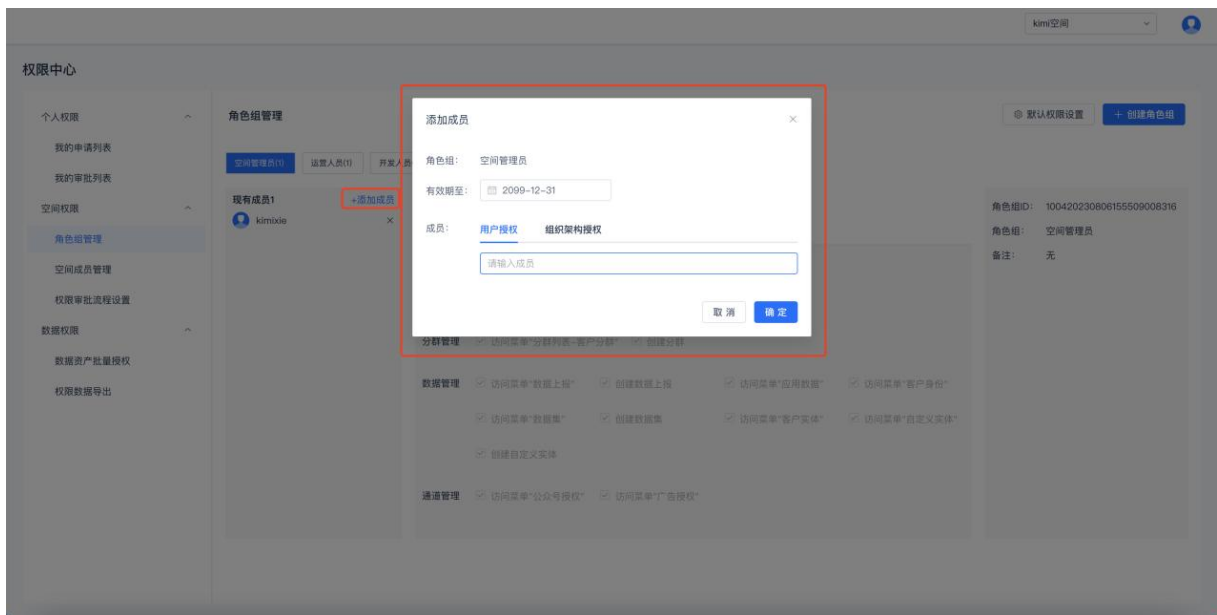 kimi空间
权限中心
个人权限
我的申请列表
我的审批列表
空间权限
角色组管理
空间成员管理
权限审批流程设置
数据权限
数据资产批量授权
权限数据导出
角色组管理
默认权限设置
+ 创建角色组
空间管理员(1) 运营人员(1) 开发人员
现有成员1 +添加成员
kimixie ×
添加成员 ×
角色组: 空间管理员
有效期至: 2099-12-31
成员: 用户授权 组织架构授权
请输入成员
取 消 确 定
分群管理 访问菜单"分群列表-客户分群" 创建分群
数据管理 访问菜单"数据上报" 创建数据上报 访问菜单"应用数据" 访问菜单"客户身份"
访问菜单"数据集" 创建数据集 访问菜单"客户实体" 访问菜单"自定义实体"
创建自定义实体
通道管理 访问菜单"公众号授权" 访问菜单"广告授权"
角色组ID: 100420230806155509008316
角色组: 空间管理员
备注: 无